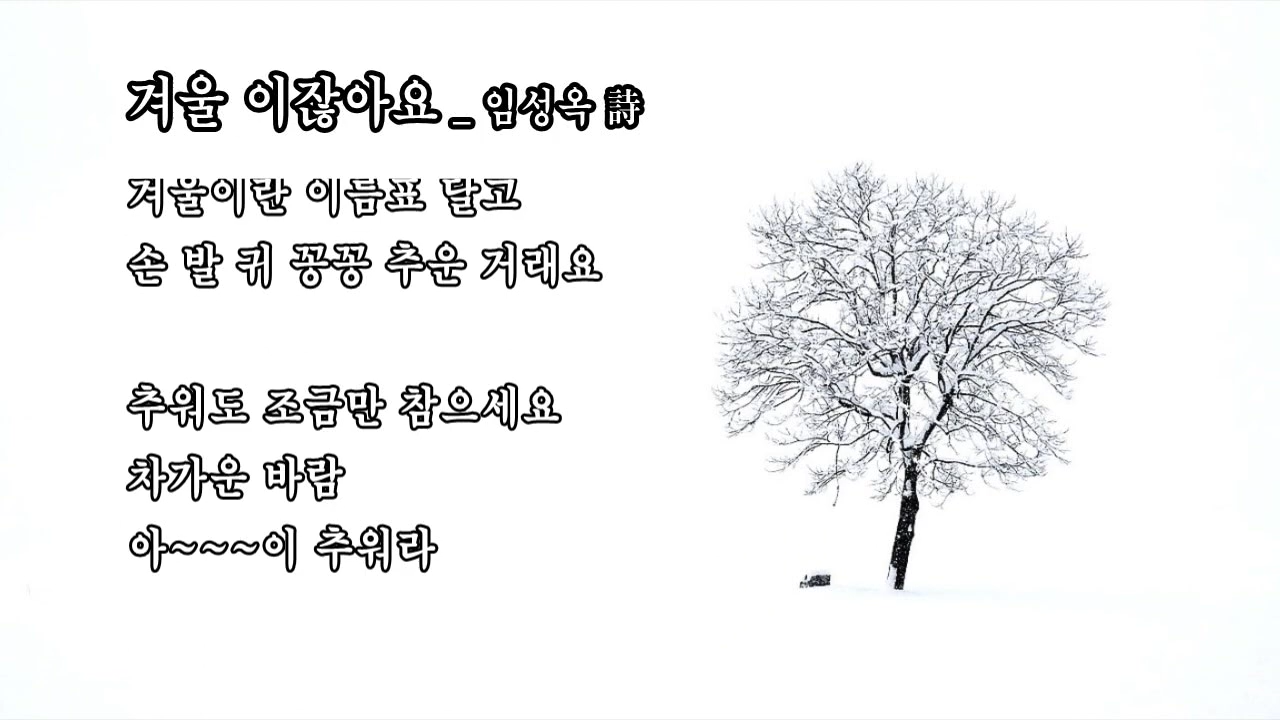 겨울 이잖아요 _ 임성옥 詩
겨울이란 이름표 달고
손 발 귀 꽁꽁 추운 거래요
추워도 조금만 참으세요
차가운 바람
아~~~이 추워라